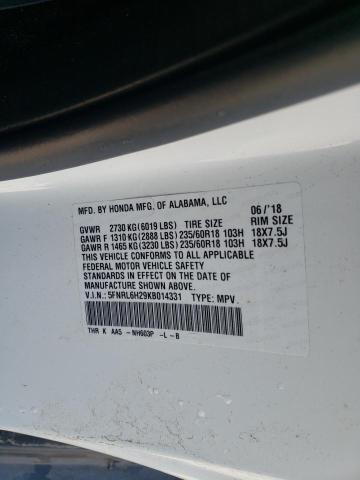 MFD. BY HONDA MFG. OF ALABAMA, LLC 06/'18
GVWR 2730 KG(6019 LBS) TIRE SIZE RIM SIZE
GAWR F 1310 KG(2888 LBS)235/60R18 103H 18X7.5J
GAWR R 1465 KG(3230 LBS)235/60R18 103H 18X7.5J
THIS VEHICLE CONFORMS TO ALL APPLICABLE
FEDERAL MOTOR VEHICLE SAFETY
STANDARDS IN EFFECT ON THE DATE OF
MANUFACTURE SHOWN ABOVE.
V.I.N.: 5FNRL6H29KB014331 TYPE: MPV
THR K AA5 -NH603P -L -B